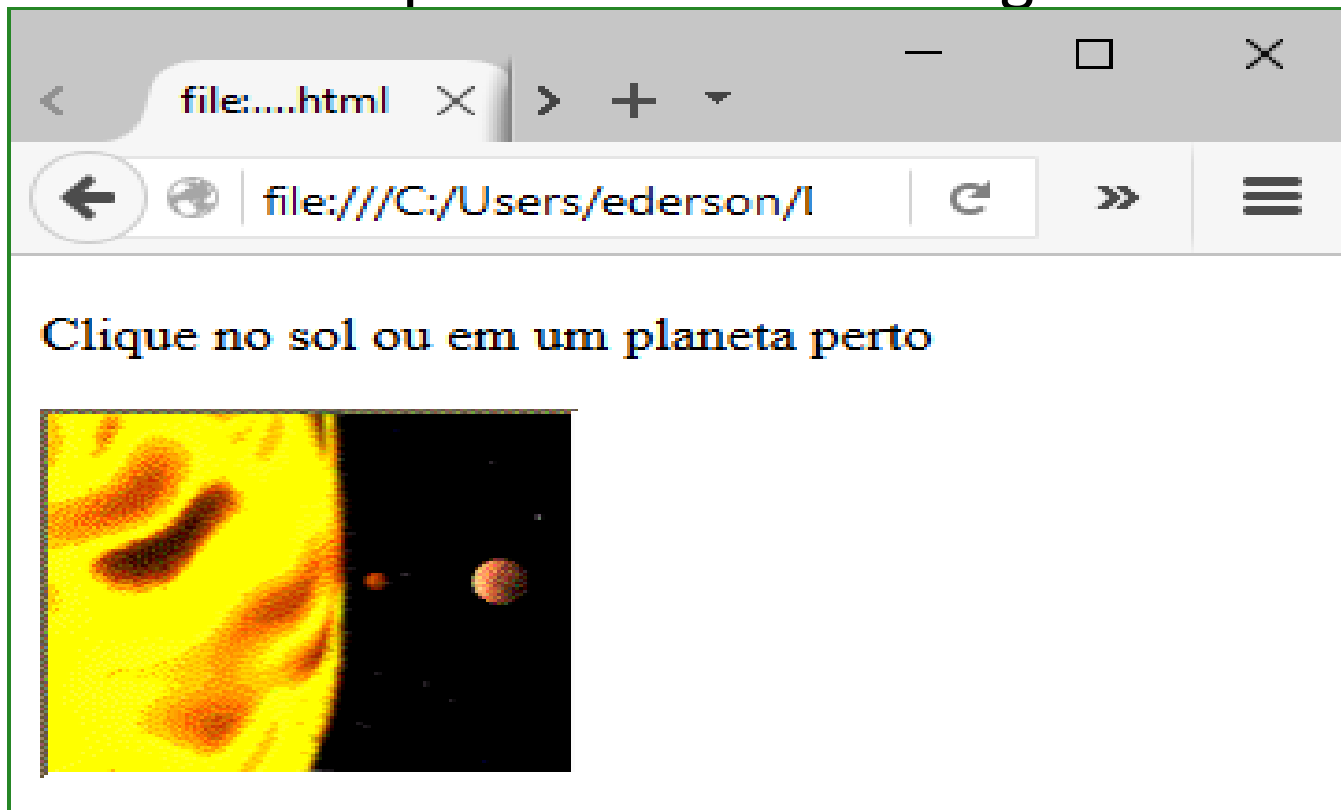 file:....html
file:///C:/Users/ederson/
Clique no sol ou em um planeta perto